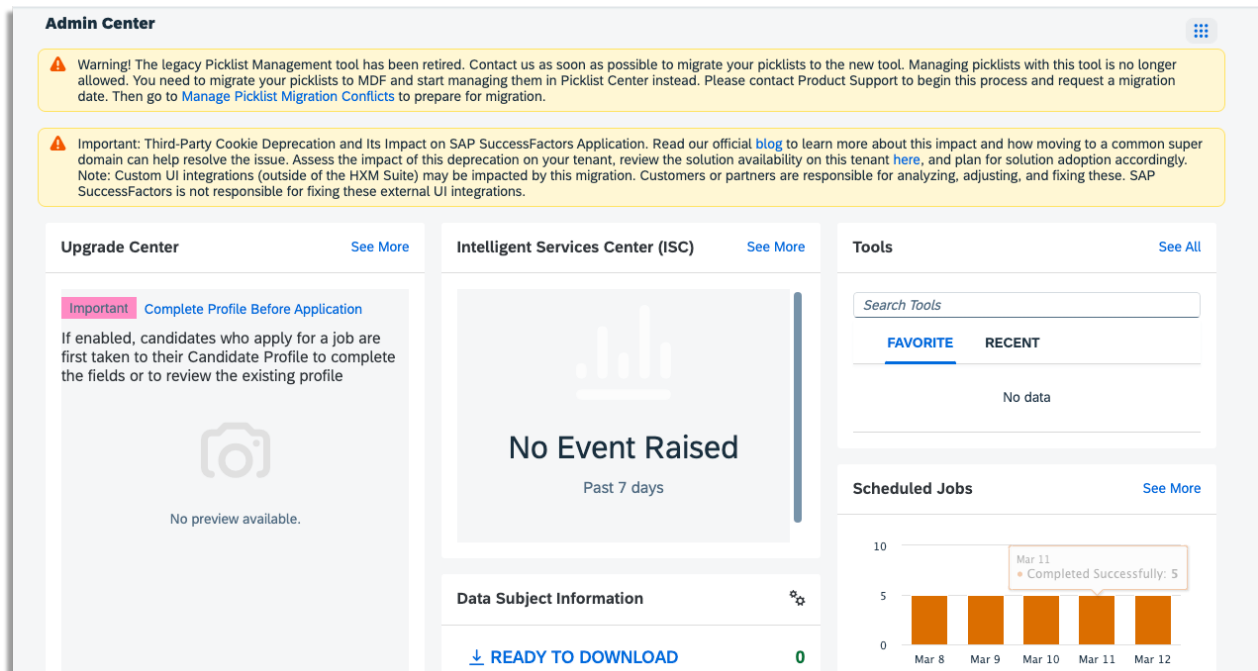 Admin Center
Warning! The legacy Picklist Management tool has been retired. Contact us as soon as possible to migrate your picklists to the new tool. Managing picklists with this tool is no longer
allowed. You need to migrate your picklists to MDF and start managing them in Picklist Center instead. Please contact Product Support to begin this process and request a migration
date. Then go to Manage Picklist Migration Conflicts to prepare for migration.
Important: Third-Party Cookie Deprecation and Its Impact on SAP SuccessFactors Application. Read our official blog to learn more about this impact and how moving to a common super
domain can help resolve the issue. Assess the impact of this deprecation on your tenant, review the solution availability on this tenant here, and plan for solution adoption accordingly.
Note: Custom UI integrations (outside of the HXM Suite) may be impacted by this migration. Customers or partners are responsible for analyzing, adjusting, and fixing these. SAP
SuccessFactors is not responsible for fixing these external UI integrations.
Upgrade Center See More
Important Complete Profile Before Application
If enabled, candidates who apply for a job are
first taken to their Candidate Profile to complete
the fields or to review the existing profile
No preview available.
Intelligent Services Center (ISC) See More
No Event Raised
Past 7 days
Data Subject Information
READY TO DOWNLOAD 0
Tools See All
Search Tools
FAVORITE RECENT
No data
Scheduled Jobs See More
10
Mar 11
Completed Successfully: 5
5
0
Mar 8 Mar 9 Mar 10 Mar 11 Mar 12